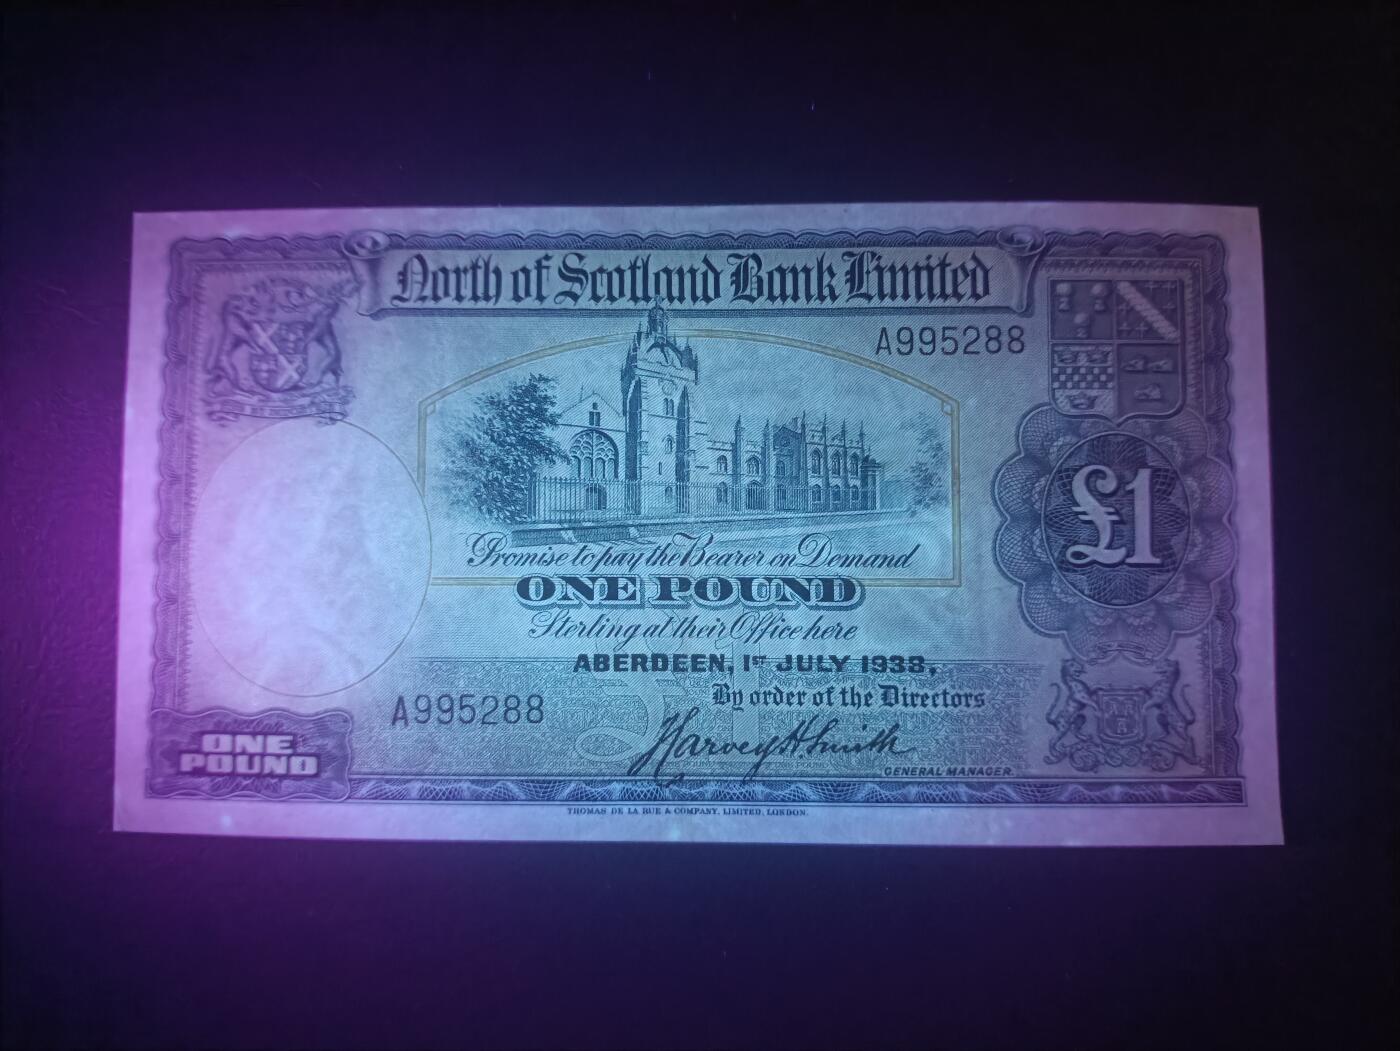 North of Scotland Bank Limited
A995288
£1
Promise to pay the Bearer on Demand
ONE POUND
Sterling at their Office here
ABERDEEN, 1ST JULY 1938,
By order of the Directors
A995288
Harvey H Smith
GENERAL MANAGER.
ONE
POUND
THOMAS DE LA RUE & COMPANY, LIMITED, LONDON.